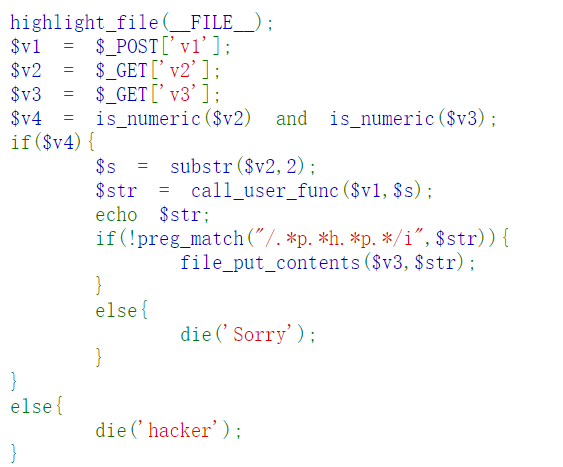 highlight_file(__FILE__);
$v1 = $_POST['v1'];
$v2 = $_GET['v2'];
$v3 = $_GET['v3'];
$v4 = is_numeric($v2) and is_numeric($v3);
if($v4){
        $s = substr($v2,2);
        $str = call_user_func($v1,$s);
        echo $str;
        if(!preg_match("/.*p.*h.*p.*/i",$str)){
                file_put_contents($v3,$str);
        }
        else{
                die('Sorry');
        }
}
else{
        die('hacker');
}